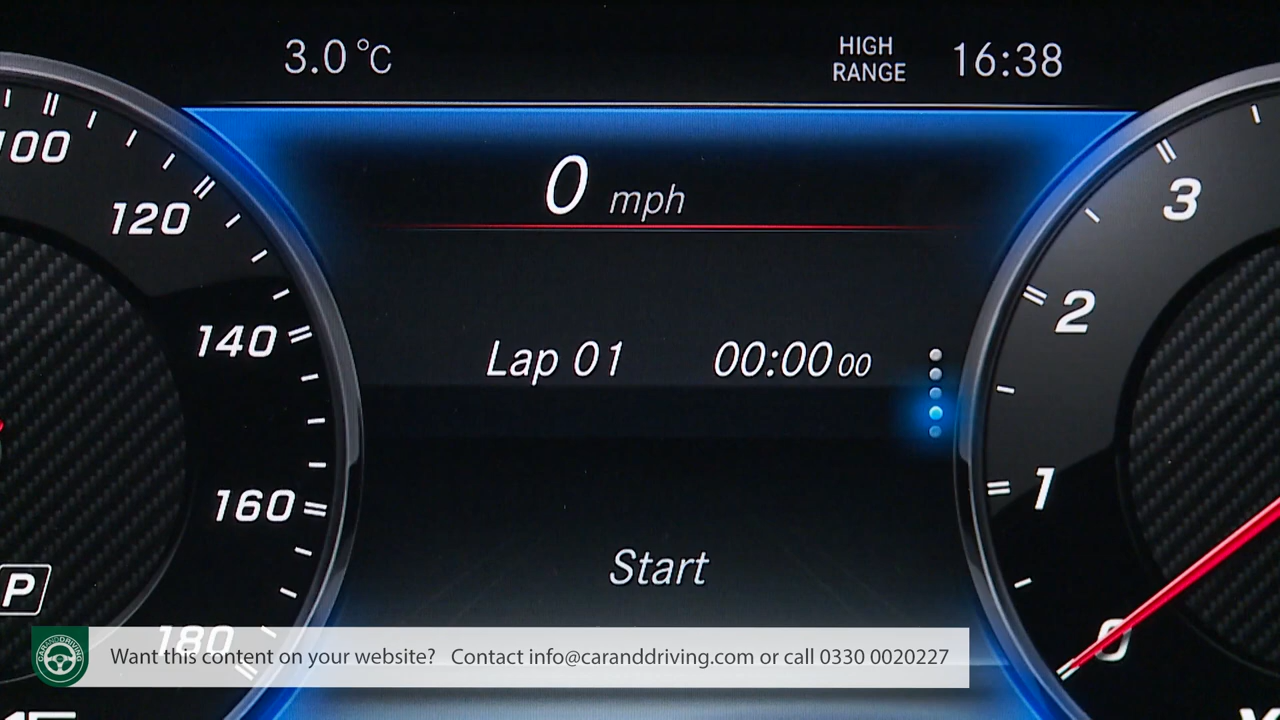 3.0 °C
HIGH
RANGE
16:38
0 mph
Lap 01 00:00 00
Start
100
120
140
160
180
P
3
2
1
0
CARANDDRIVING
Want this content on your website? Contact info@caranddriving.com or call 0330 0020227